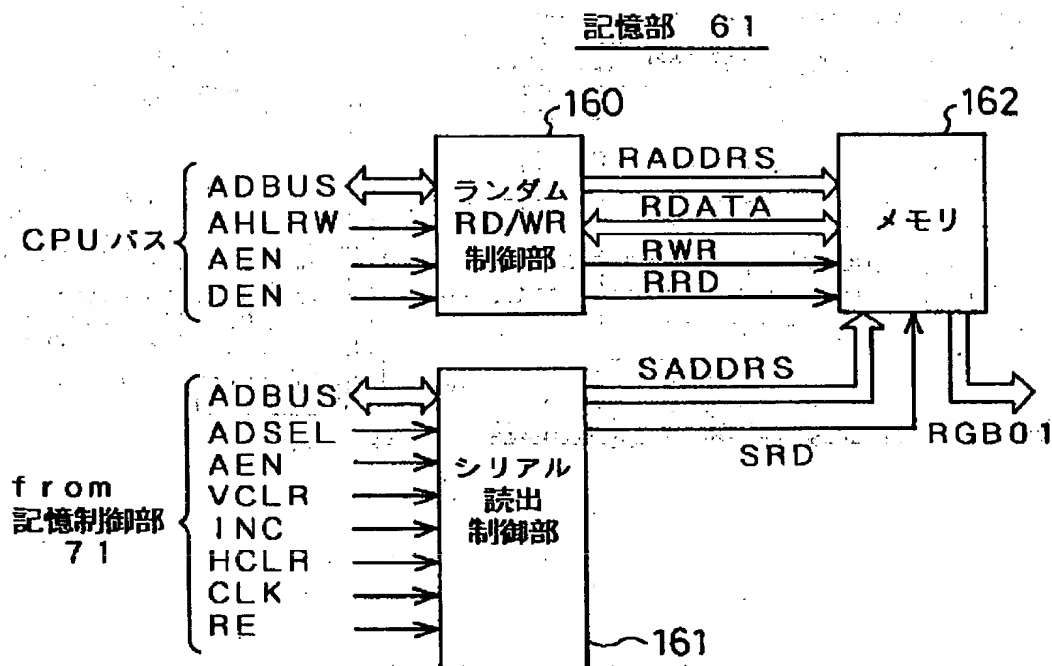 記憶部 61
160
162
CPUバス
ADBUS
AHLRW
AEN
DEN
ランダム
RD/WR
制御部
RADDRS
RDATA
RWR
RRD
メモリ
from
記憶制御部
71
ADBUS
ADSEL
AEN
VCLR
INC
HCLR
CLK
RE
シリアル
読出
制御部
SADDRS
SRD
RGB01
161